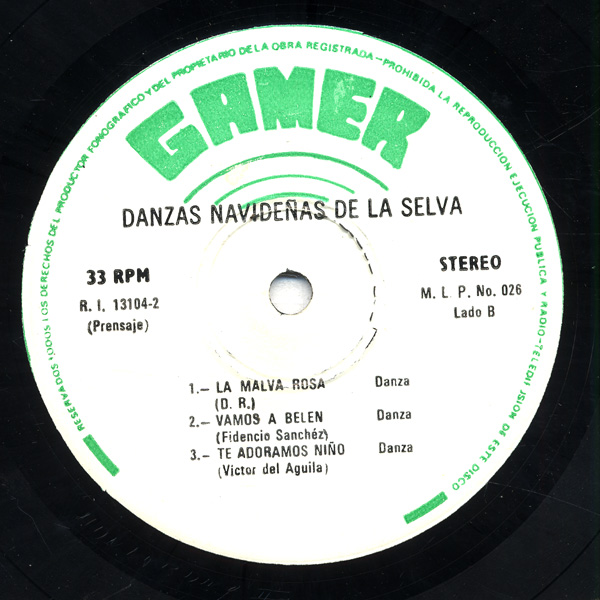 RESERVADOS TODOS LOS DERECHOS DEL PRODUCTOR FONOGRAFICO Y DEL PROPIETARIO DE LA OBRA REGISTRADA - PROHIBIDA LA REPRODUCCION EJECUCION PUBLICA Y RADIO-TELEDIFUSION DE ESTE DISCO
GAMER
DANZAS NAVIDEÑAS DE LA SELVA
33 RPM
R. I. 13104-2
(Prensaje)
STEREO
M. L. P. No. 026
Lado B
1.- LA MALVA ROSA Danza
(D. R.)
2.- VAMOS A BELEN Danza
(Fidencio Sanchéz)
3.- TE ADORAMOS NIÑO Danza
(Victor del Aguila)